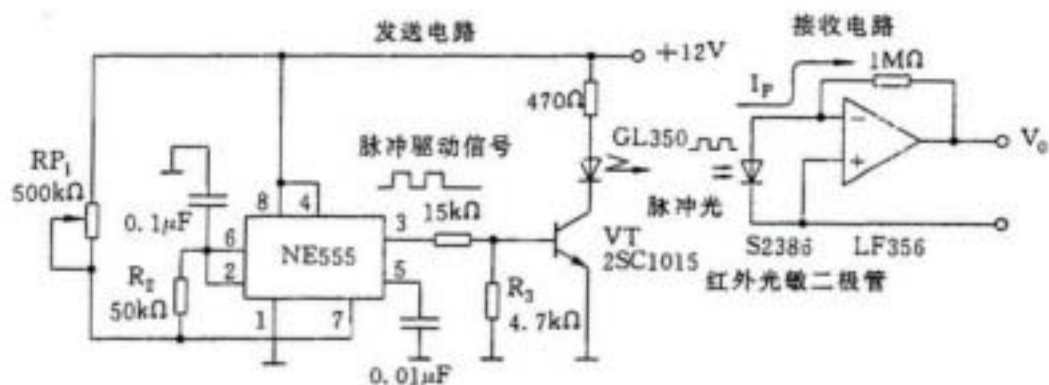 发送电路
接收电路
+12V
1MΩ
470Ω
I_P
GL350
脉冲驱动信号
RP₁
500kΩ
V₀
0.1μF
8
4
15kΩ
3
脉冲光
6
NE555
VT
2SC1015
S2386
LF356
R₂
2
5
红外光敏二极管
50kΩ
R₃
4.7kΩ
1
7
0.01μF
−
+